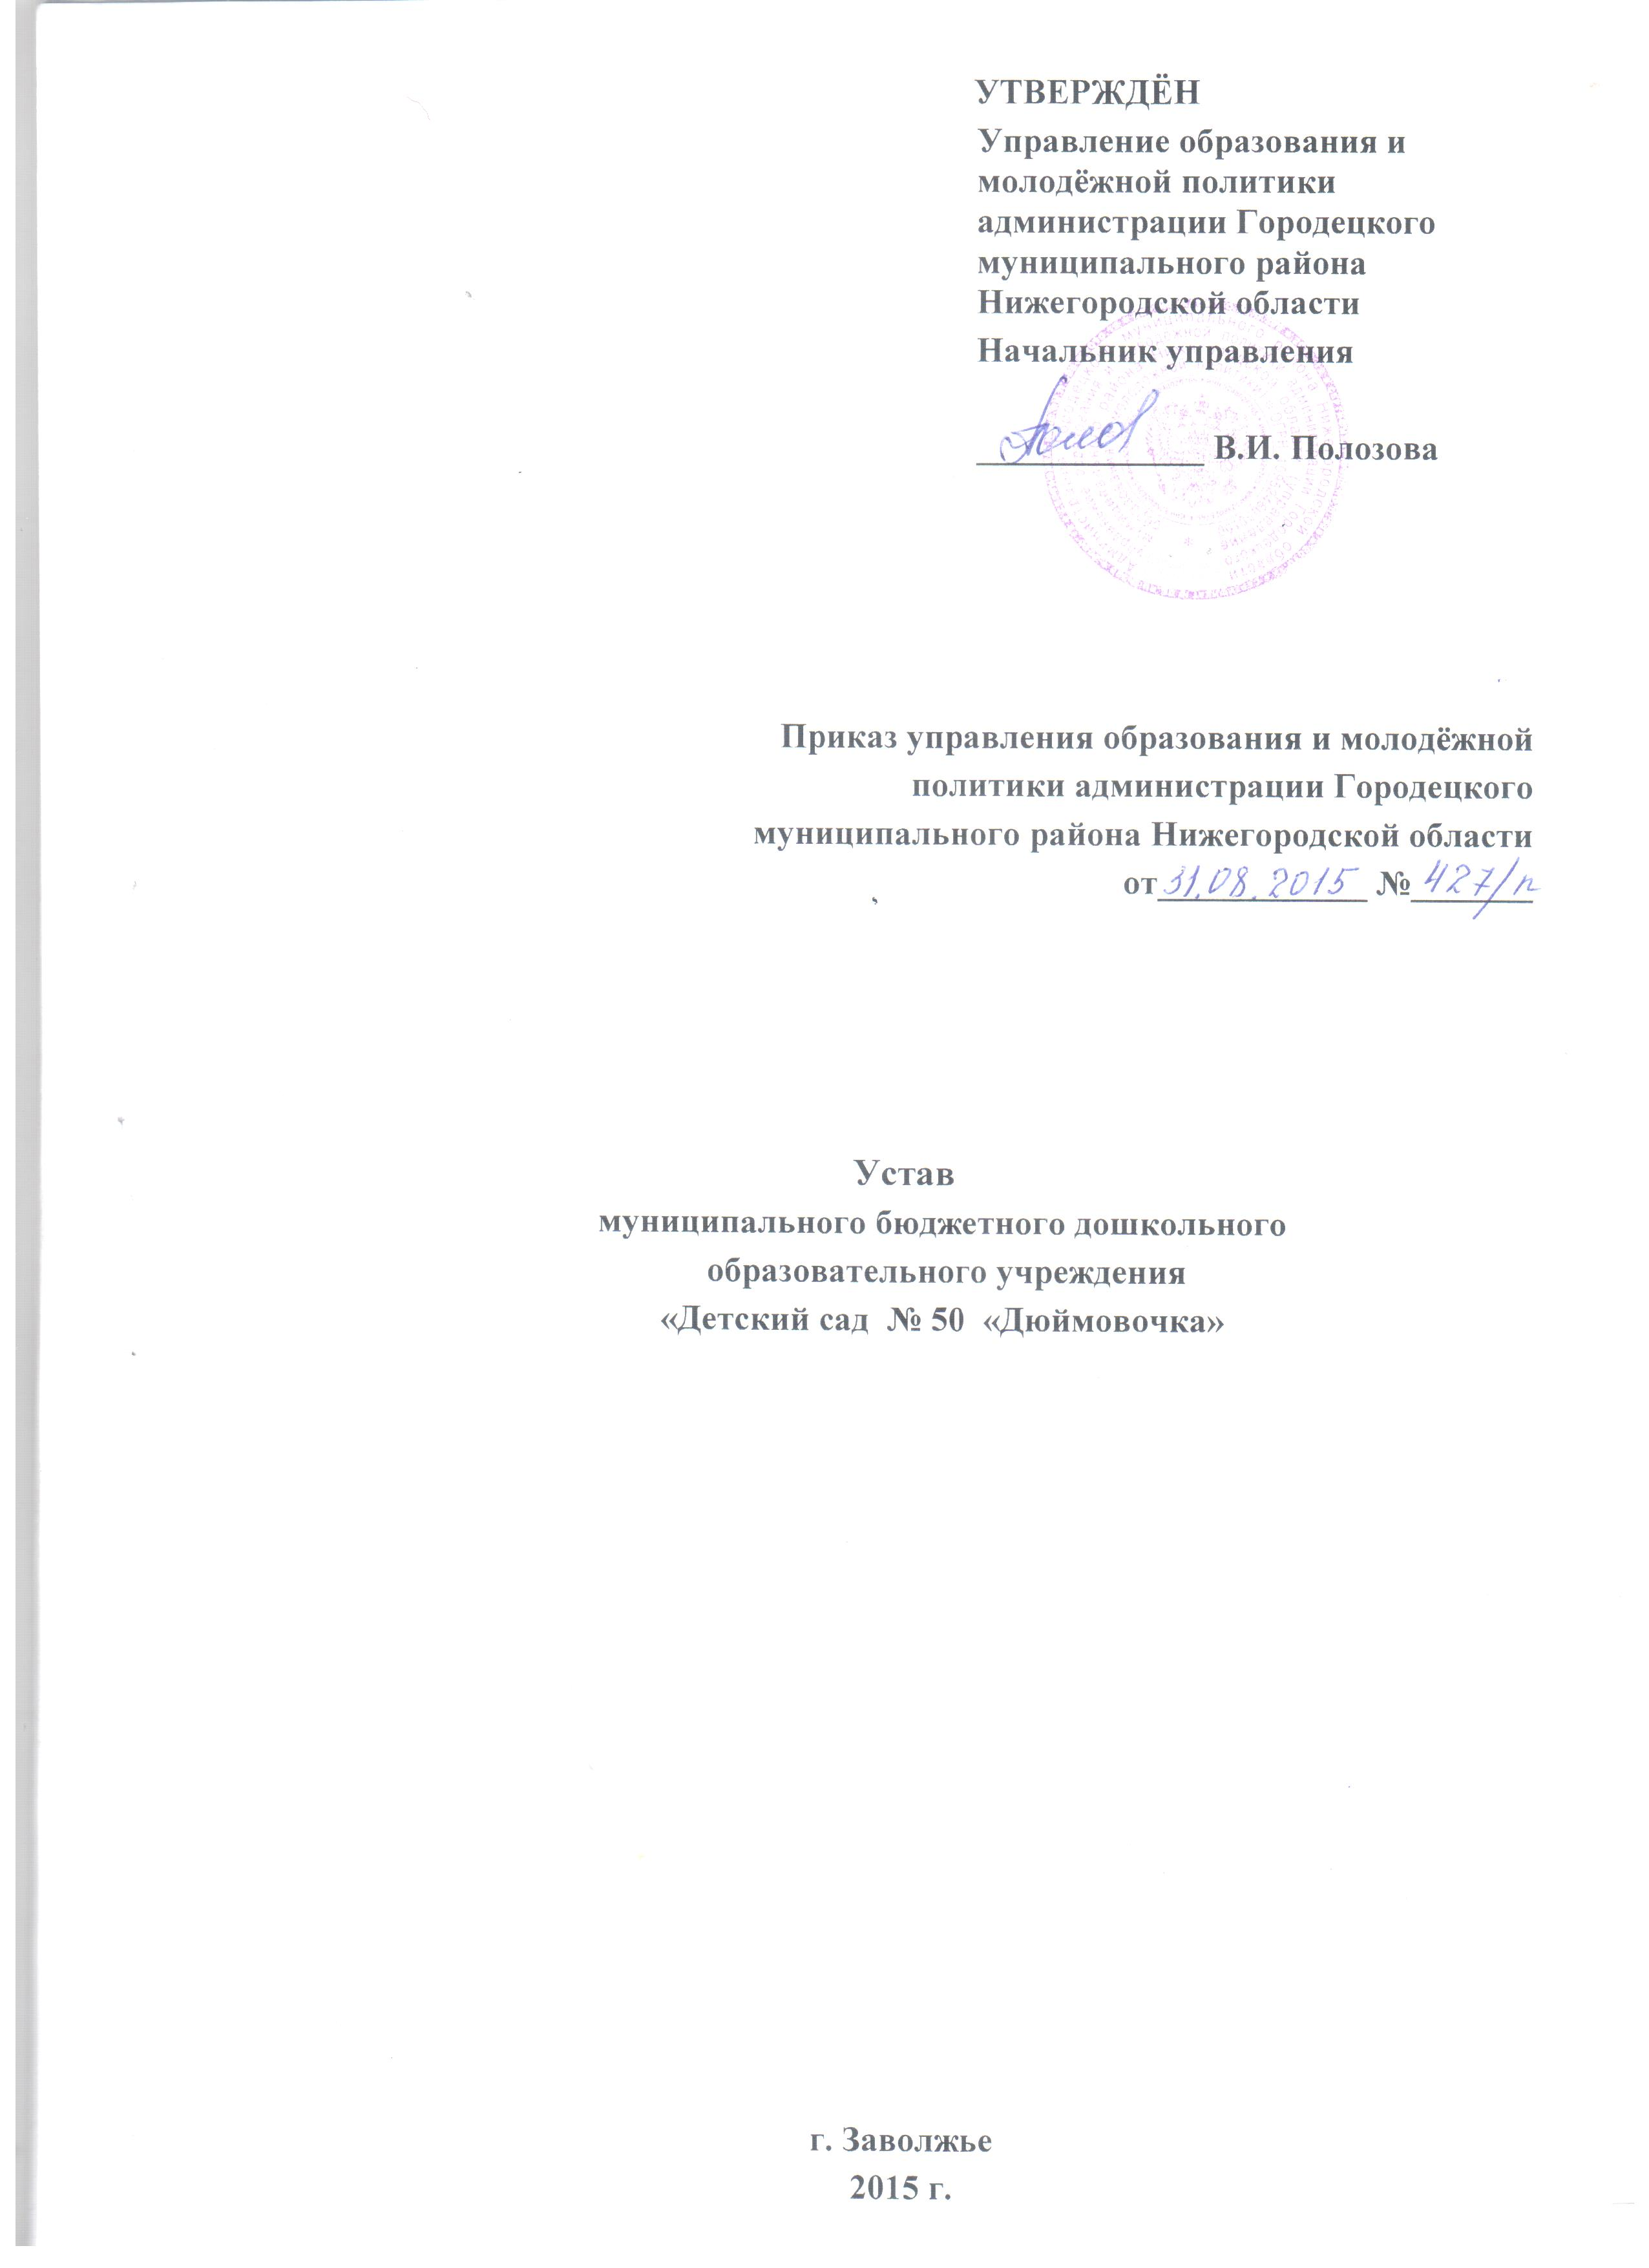 УТВЕРЖДЁН
Управление образования и
молодёжной политики
администрации Городецкого
муниципального района
Нижегородской области
Начальник управления
В.И. Полозова
Приказ управления образования и молодёжной
политики администрации Городецкого
муниципального района Нижегородской области
от 31.08.2015 № 427/п
Устав
муниципального бюджетного дошкольного
образовательного учреждения
«Детский сад № 50 «Дюймовочка»
г. Заволжье
2015 г.